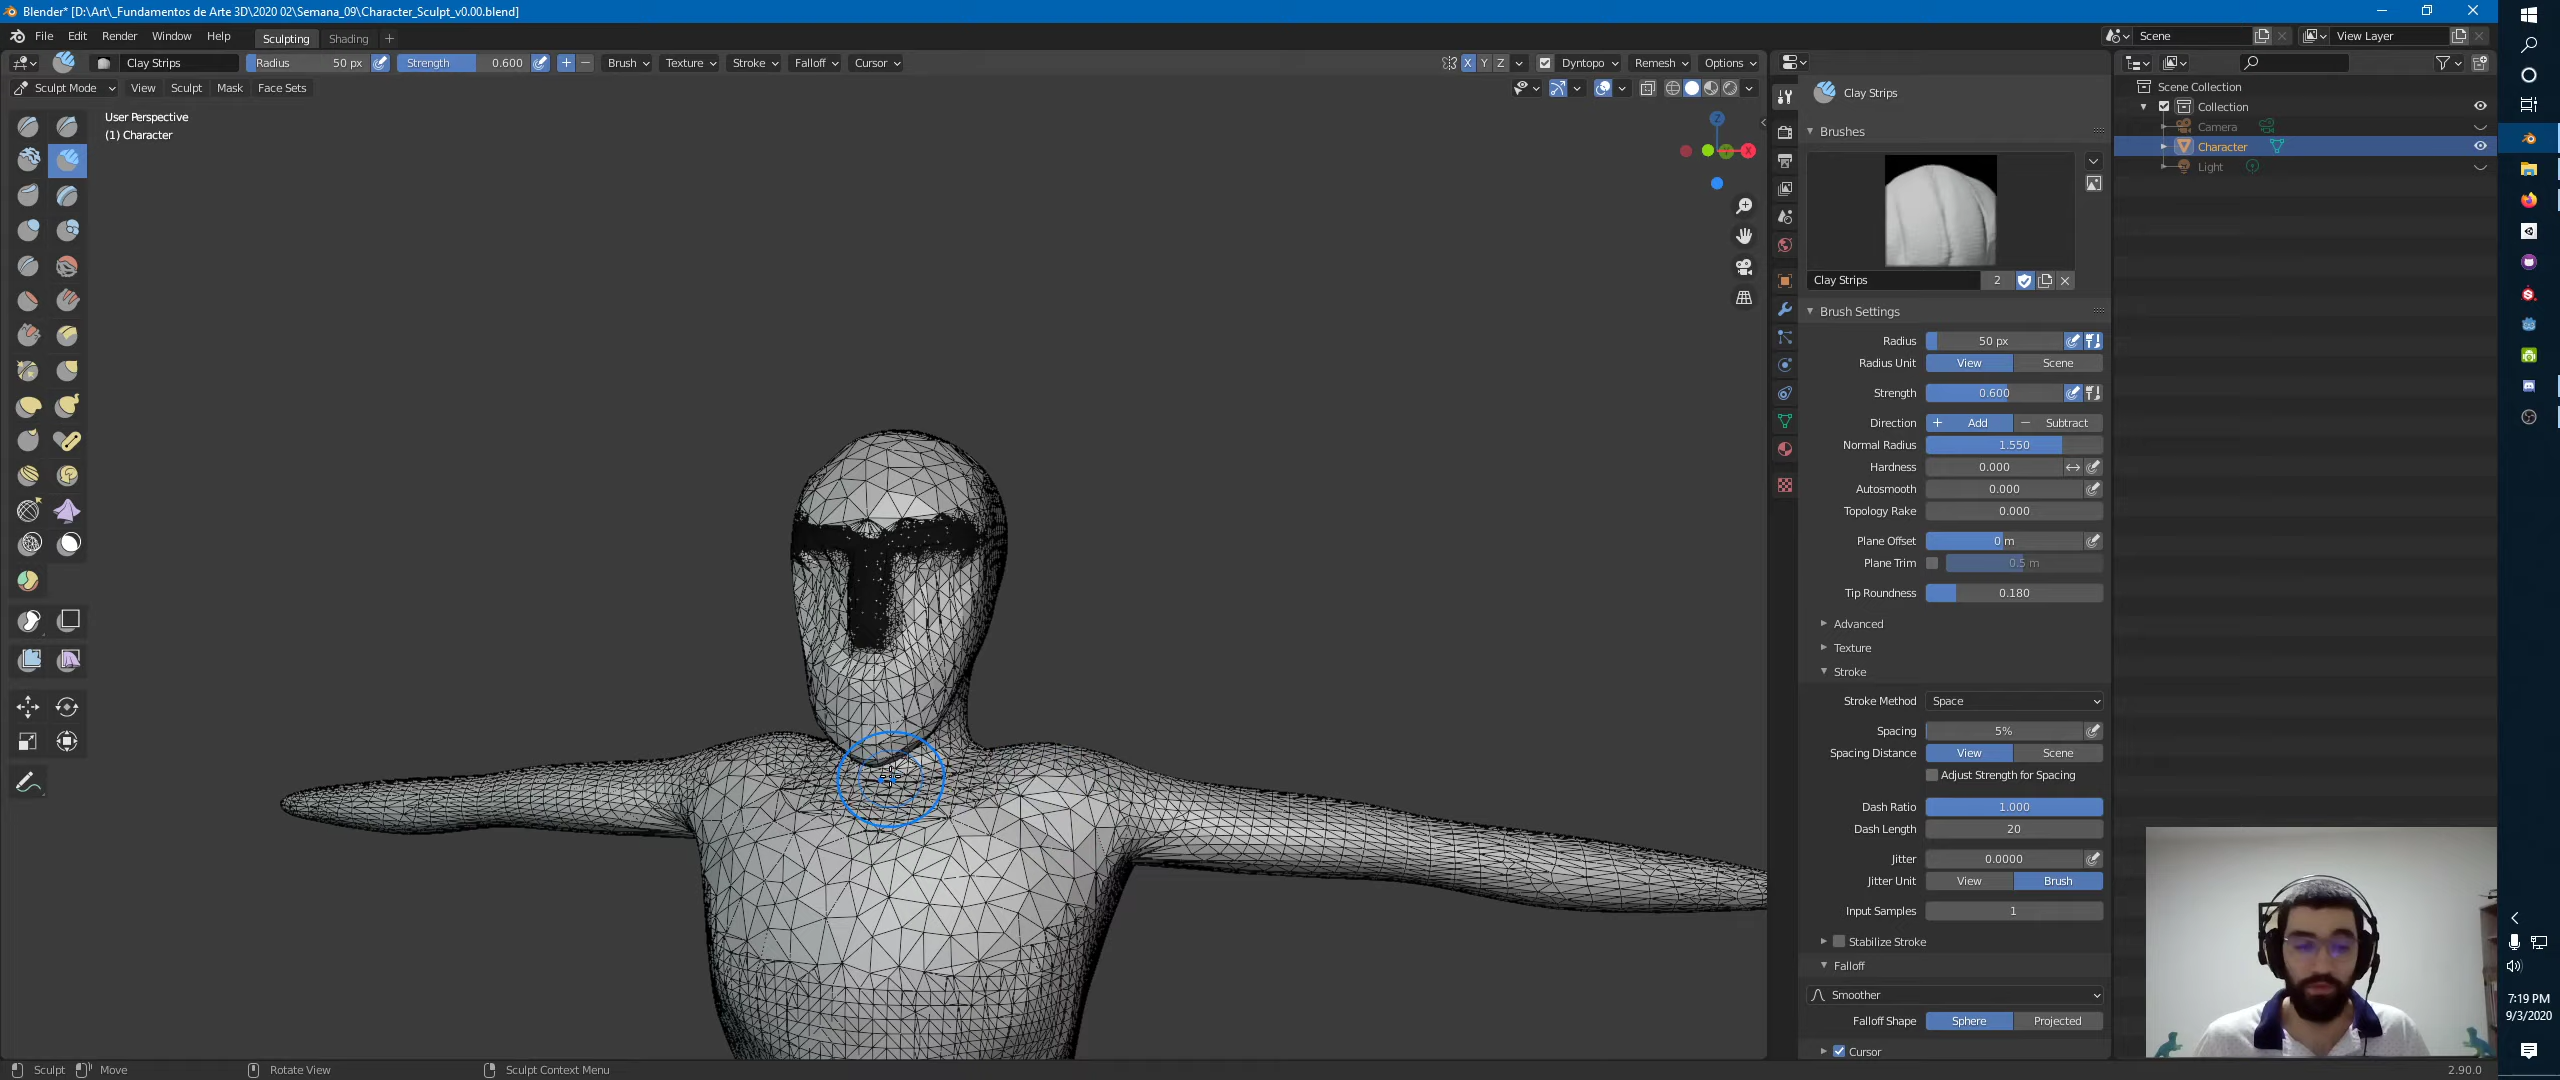 Blender* [D:\Art\_Fundamentos de Arte 3D\2020 02\Semana_09\Character_Sculpt_v0.00.blend]
File Edit Render Window Help Sculpting Shading +
Scene View Layer
Clay Strips Radius 50 px Strength 0.600 + − Brush Texture Stroke Falloff Cursor X Y Z Dyntopo Remesh Options
Sculpt Mode View Sculpt Mask Face Sets
User Perspective
(1) Character
Z
X
Clay Strips
Brushes
Clay Strips 2
Brush Settings
Radius 50 px
Radius Unit View Scene
Strength 0.600
Direction + Add − Subtract
Normal Radius 1.550
Hardness 0.000
Autosmooth 0.000
Topology Rake 0.000
Plane Offset 0 m
Plane Trim 0.5 m
Tip Roundness 0.180
Advanced
Texture
Stroke
Stroke Method Space
Spacing 5%
Spacing Distance View Scene
Adjust Strength for Spacing
Dash Ratio 1.000
Dash Length 20
Jitter 0.0000
Jitter Unit View Brush
Input Samples 1
Stabilize Stroke
Falloff
Smoother
Falloff Shape Sphere Projected
Cursor
Scene Collection
Collection
Camera
Character
Light
7:19 PM
9/3/2020
Sculpt Move Rotate View Sculpt Context Menu 2.90.0